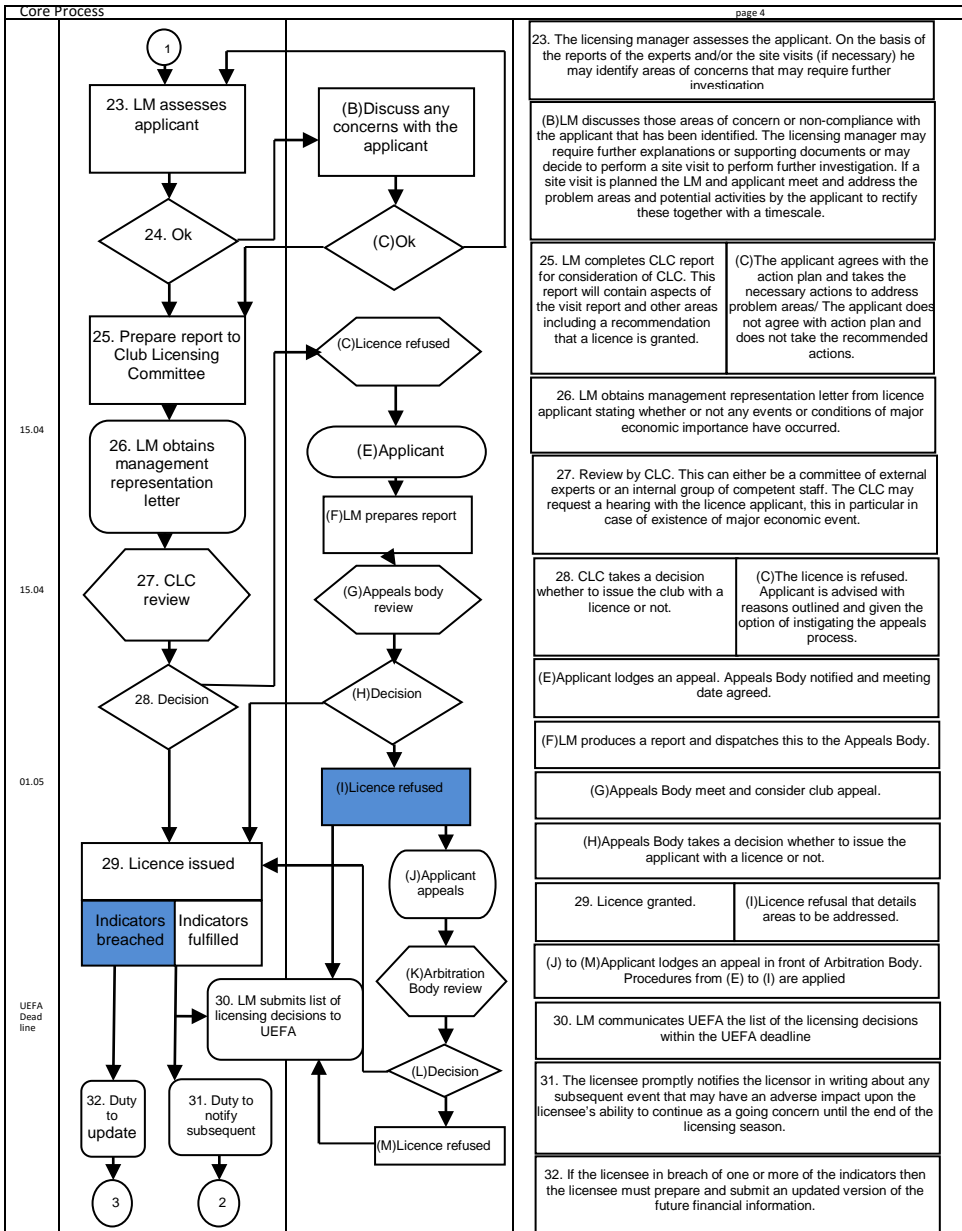 Core Process
page 4
1
23. LM assesses
applicant
(B)Discuss any
concerns with the
applicant
24. Ok
(C)Ok
25. Prepare report to
Club Licensing
Committee
(C)Licence refused
15.04
26. LM obtains
management
representation
letter
(E)Applicant
(F)LM prepares report
15.04
27. CLC
review
(G)Appeals body
review
28. Decision
(H)Decision
01.05
(I)Licence refused
29. Licence issued
Indicators
breached
Indicators
fulfilled
(J)Applicant
appeals
(K)Arbitration
Body review
UEFA
Dead
line
30. LM submits list of
licensing decisions to
UEFA
(L)Decision
32. Duty
to
update
31. Duty to
notify
subsequent
(M)Licence refused
3
2
23. The licensing manager assesses the applicant. On the basis of
the reports of the experts and/or the site visits (if necessary) he
may identify areas of concerns that may require further
investigation
(B)LM discusses those areas of concern or non-compliance with
the applicant that has been identified. The licensing manager may
require further explanations or supporting documents or may
decide to perform a site visit to perform further investigation. If a
site visit is planned the LM and applicant meet and address the
problem areas and potential activities by the applicant to rectify
these together with a timescale.
25. LM completes CLC report
for consideration of CLC. This
report will contain aspects of
the visit report and other areas
including a recommendation
that a licence is granted.
(C)The applicant agrees with the
action plan and takes the
necessary actions to address
problem areas/ The applicant does
not agree with action plan and
does not take the recommended
actions.
26. LM obtains management representation letter from licence
applicant stating whether or not any events or conditions of major
economic importance have occurred.
27. Review by CLC. This can either be a committee of external
experts or an internal group of competent staff. The CLC may
request a hearing with the licence applicant, this in particular in
case of existence of major economic event.
28. CLC takes a decision
whether to issue the club with a
licence or not.
(C)The licence is refused.
Applicant is advised with
reasons outlined and given the
option of instigating the appeals
process.
(E)Applicant lodges an appeal. Appeals Body notified and meeting
date agreed.
(F)LM produces a report and dispatches this to the Appeals Body.
(G)Appeals Body meet and consider club appeal.
(H)Appeals Body takes a decision whether to issue the
applicant with a licence or not.
29. Licence granted.
(I)Licence refusal that details
areas to be addressed.
(J) to (M)Applicant lodges an appeal in front of Arbitration Body.
Procedures from (E) to (I) are applied
30. LM communicates UEFA the list of the licensing decisions
within the UEFA deadline
31. The licensee promptly notifies the licensor in writing about any
subsequent event that may have an adverse impact upon the
licensee's ability to continue as a going concern until the end of the
licensing season.
32. If the licensee in breach of one or more of the indicators then
the licensee must prepare and submit an updated version of the
future financial information.